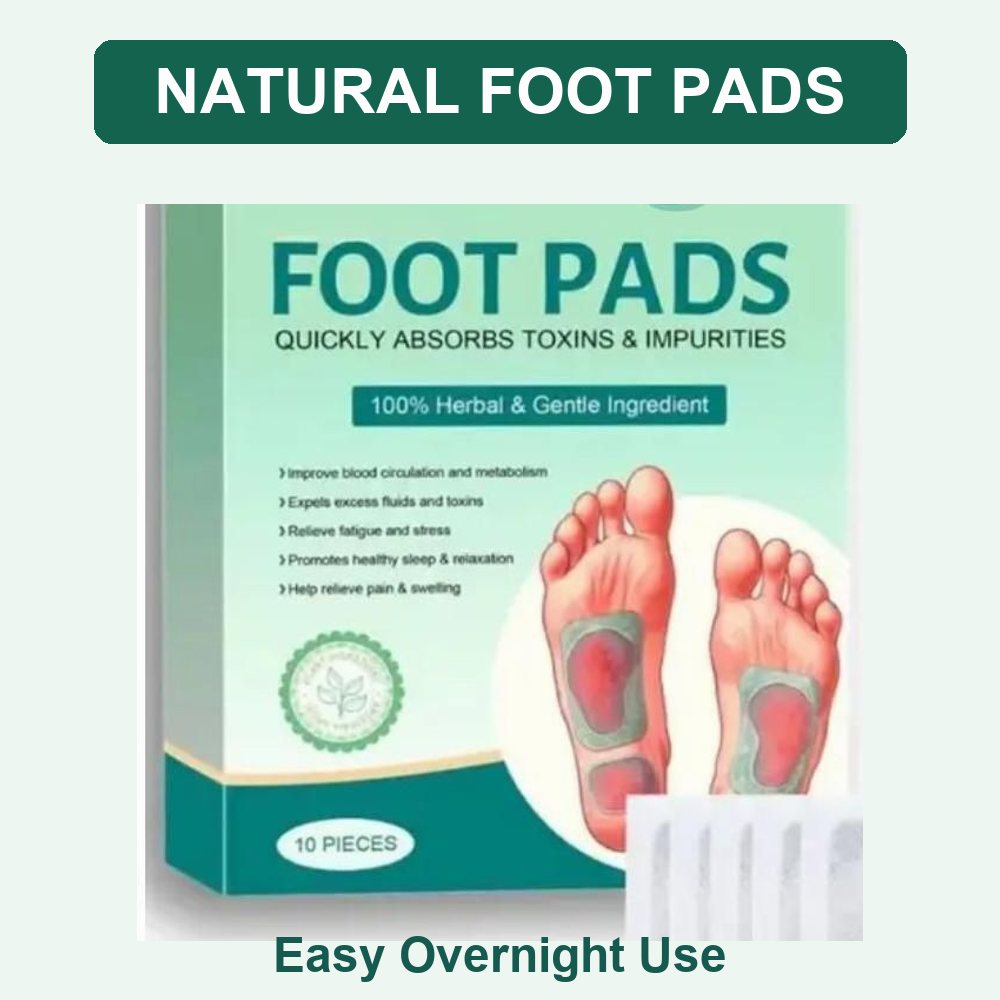 NATURAL FOOT PADS
FOOT PADS
QUICKLY ABSORBS TOXINS & IMPURITIES
100% Herbal & Gentle Ingredient
Improve blood circulation and metabolism
Expels excess fluids and toxins
Relieve fatigue and stress
Promotes healthy sleep & relaxation
Help relieve pain & swelling
10 PIECES
Easy Overnight Use